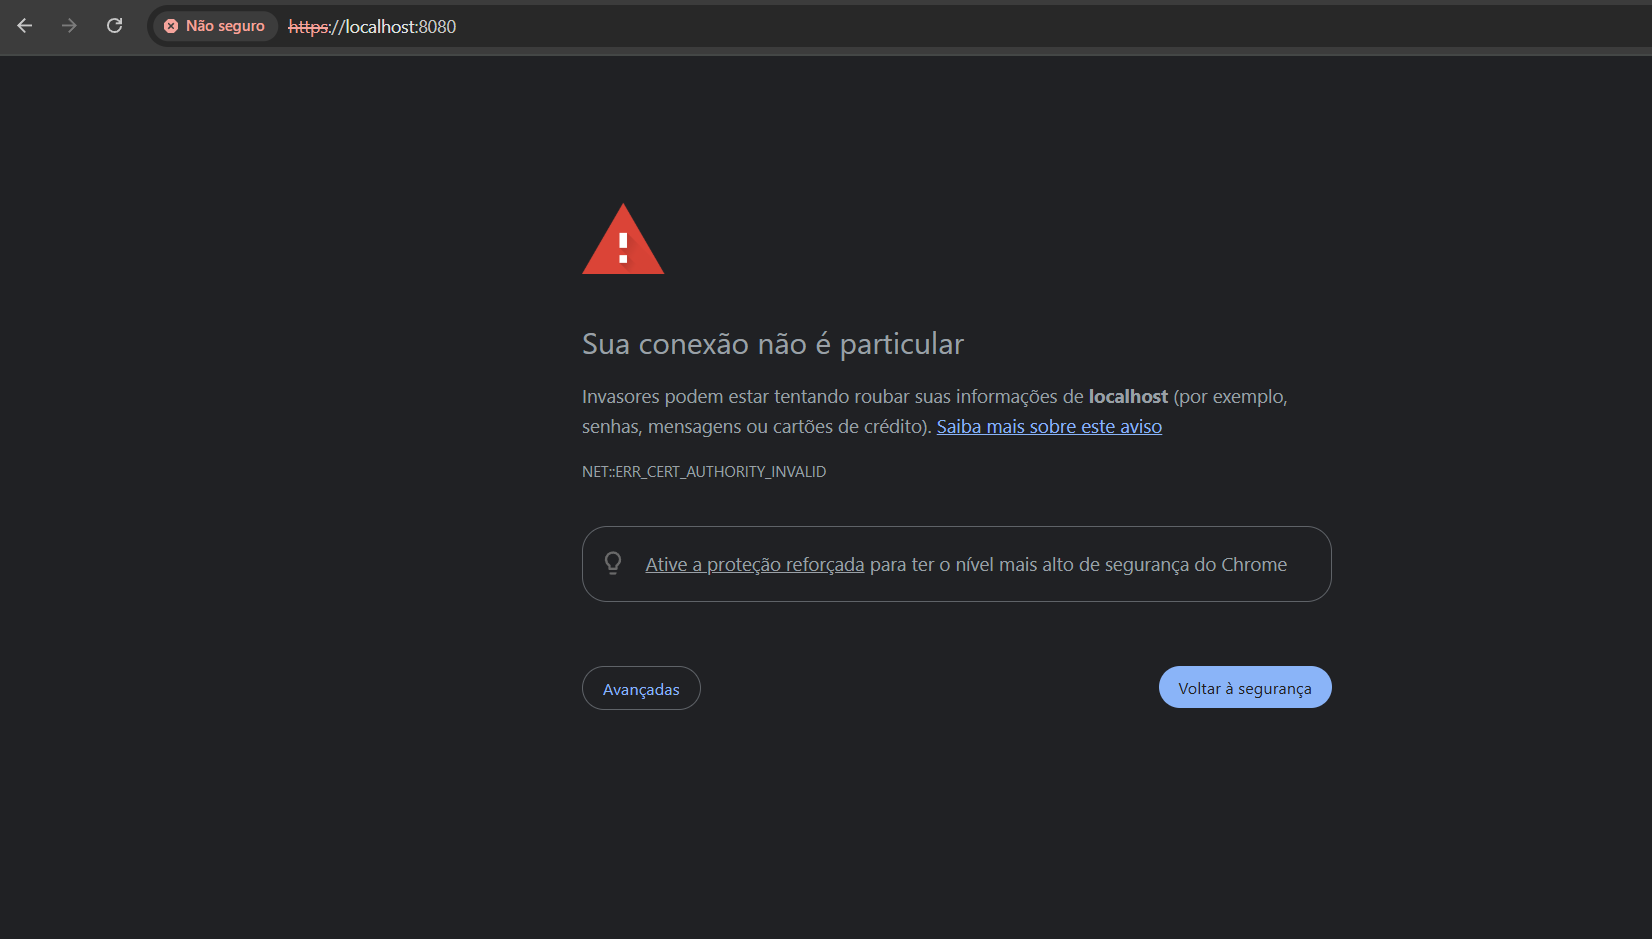 Não seguro https://localhost:8080
Sua conexão não é particular
Invasores podem estar tentando roubar suas informações de localhost (por exemplo,
senhas, mensagens ou cartões de crédito). Saiba mais sobre este aviso
NET::ERR_CERT_AUTHORITY_INVALID
Ative a proteção reforçada para ter o nível mais alto de segurança do Chrome
Avançadas
Voltar à segurança